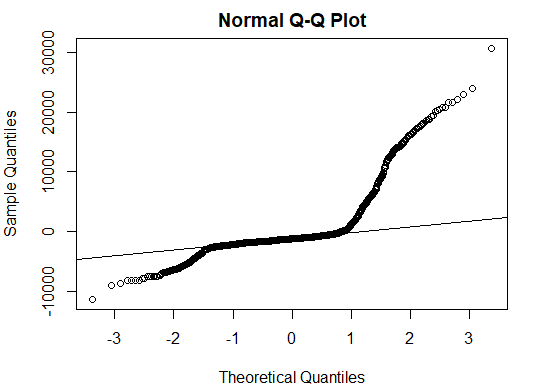 Normal Q-Q Plot
Sample Quantiles
30000
20000
10000
0
-10000
-3 -2 -1 0 1 2 3
Theoretical Quantiles